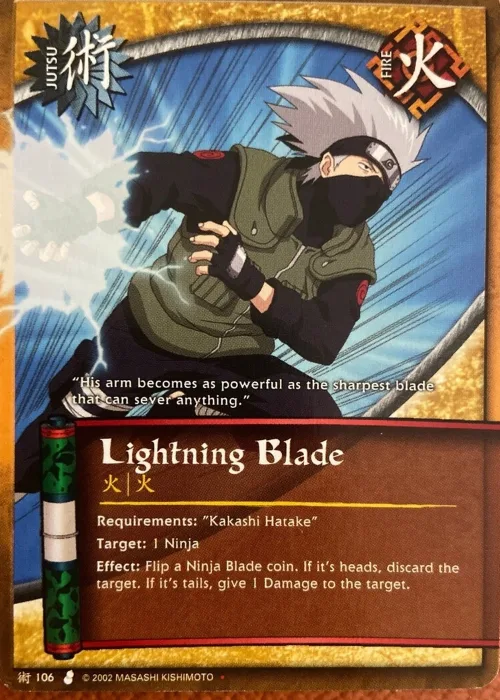 JUTSU
術
FIRE
火
"His arm becomes as powerful as the sharpest blade
that can sever anything."
Lightning Blade
火|火
Requirements: "Kakashi Hatake"
Target: 1 Ninja
Effect: Flip a Ninja Blade coin. If it's heads, discard the
target. If it's tails, give 1 Damage to the target.
術 106 © 2002 MASASHI KISHIMOTO